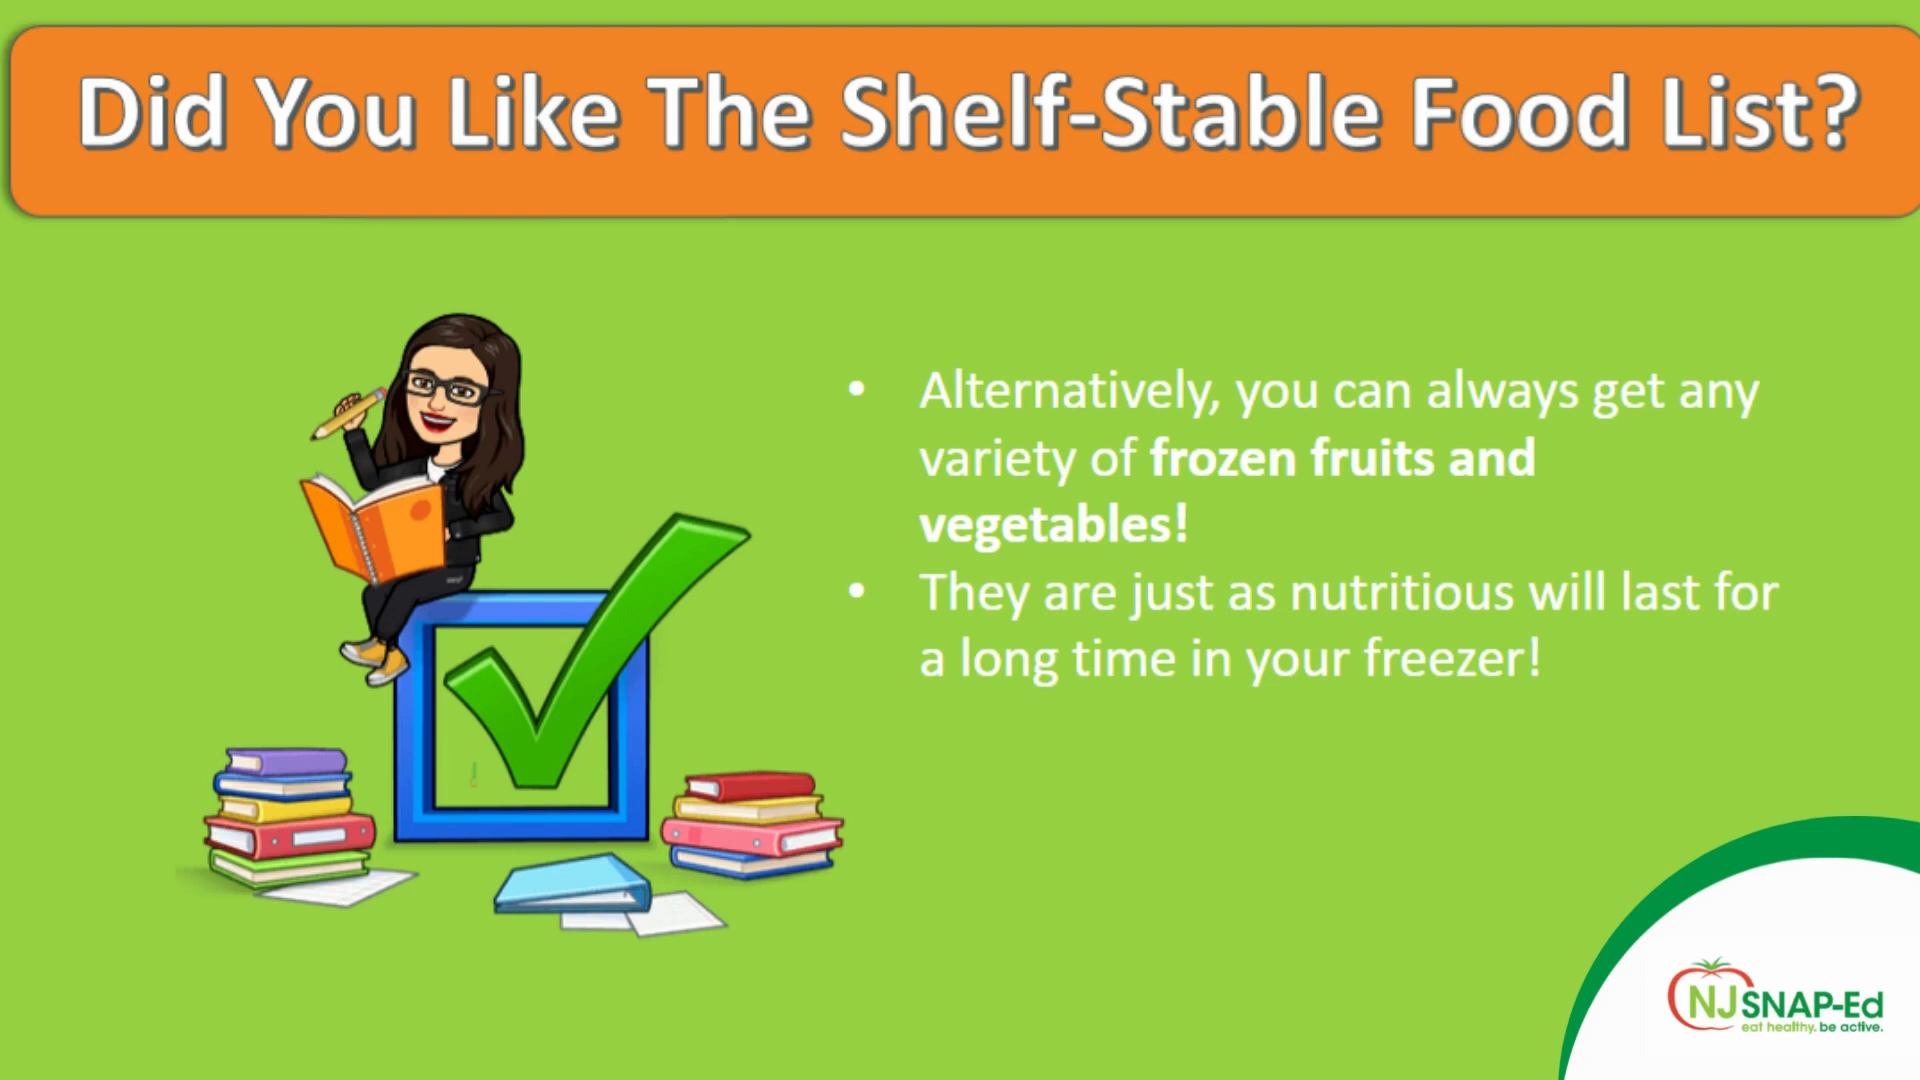 Did You Like The Shelf-Stable Food List?
• Alternatively, you can always get any
variety of frozen fruits and
vegetables!
• They are just as nutritious will last for
a long time in your freezer!
NJ SNAP-Ed
eat healthy. be active.